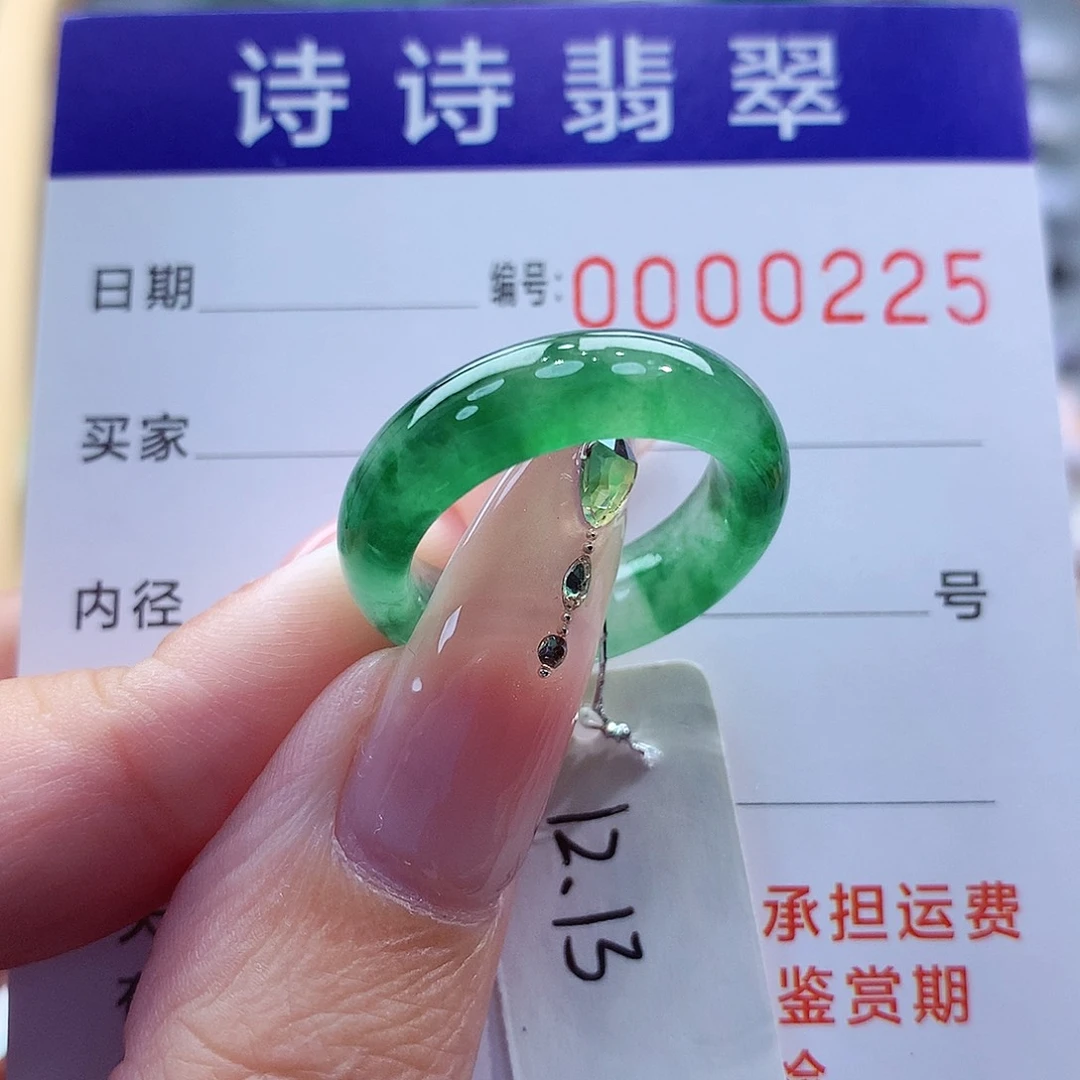 诗诗翡翠
日期 编号:0000225
买家
内径 号
12.13
承担运费
鉴赏期